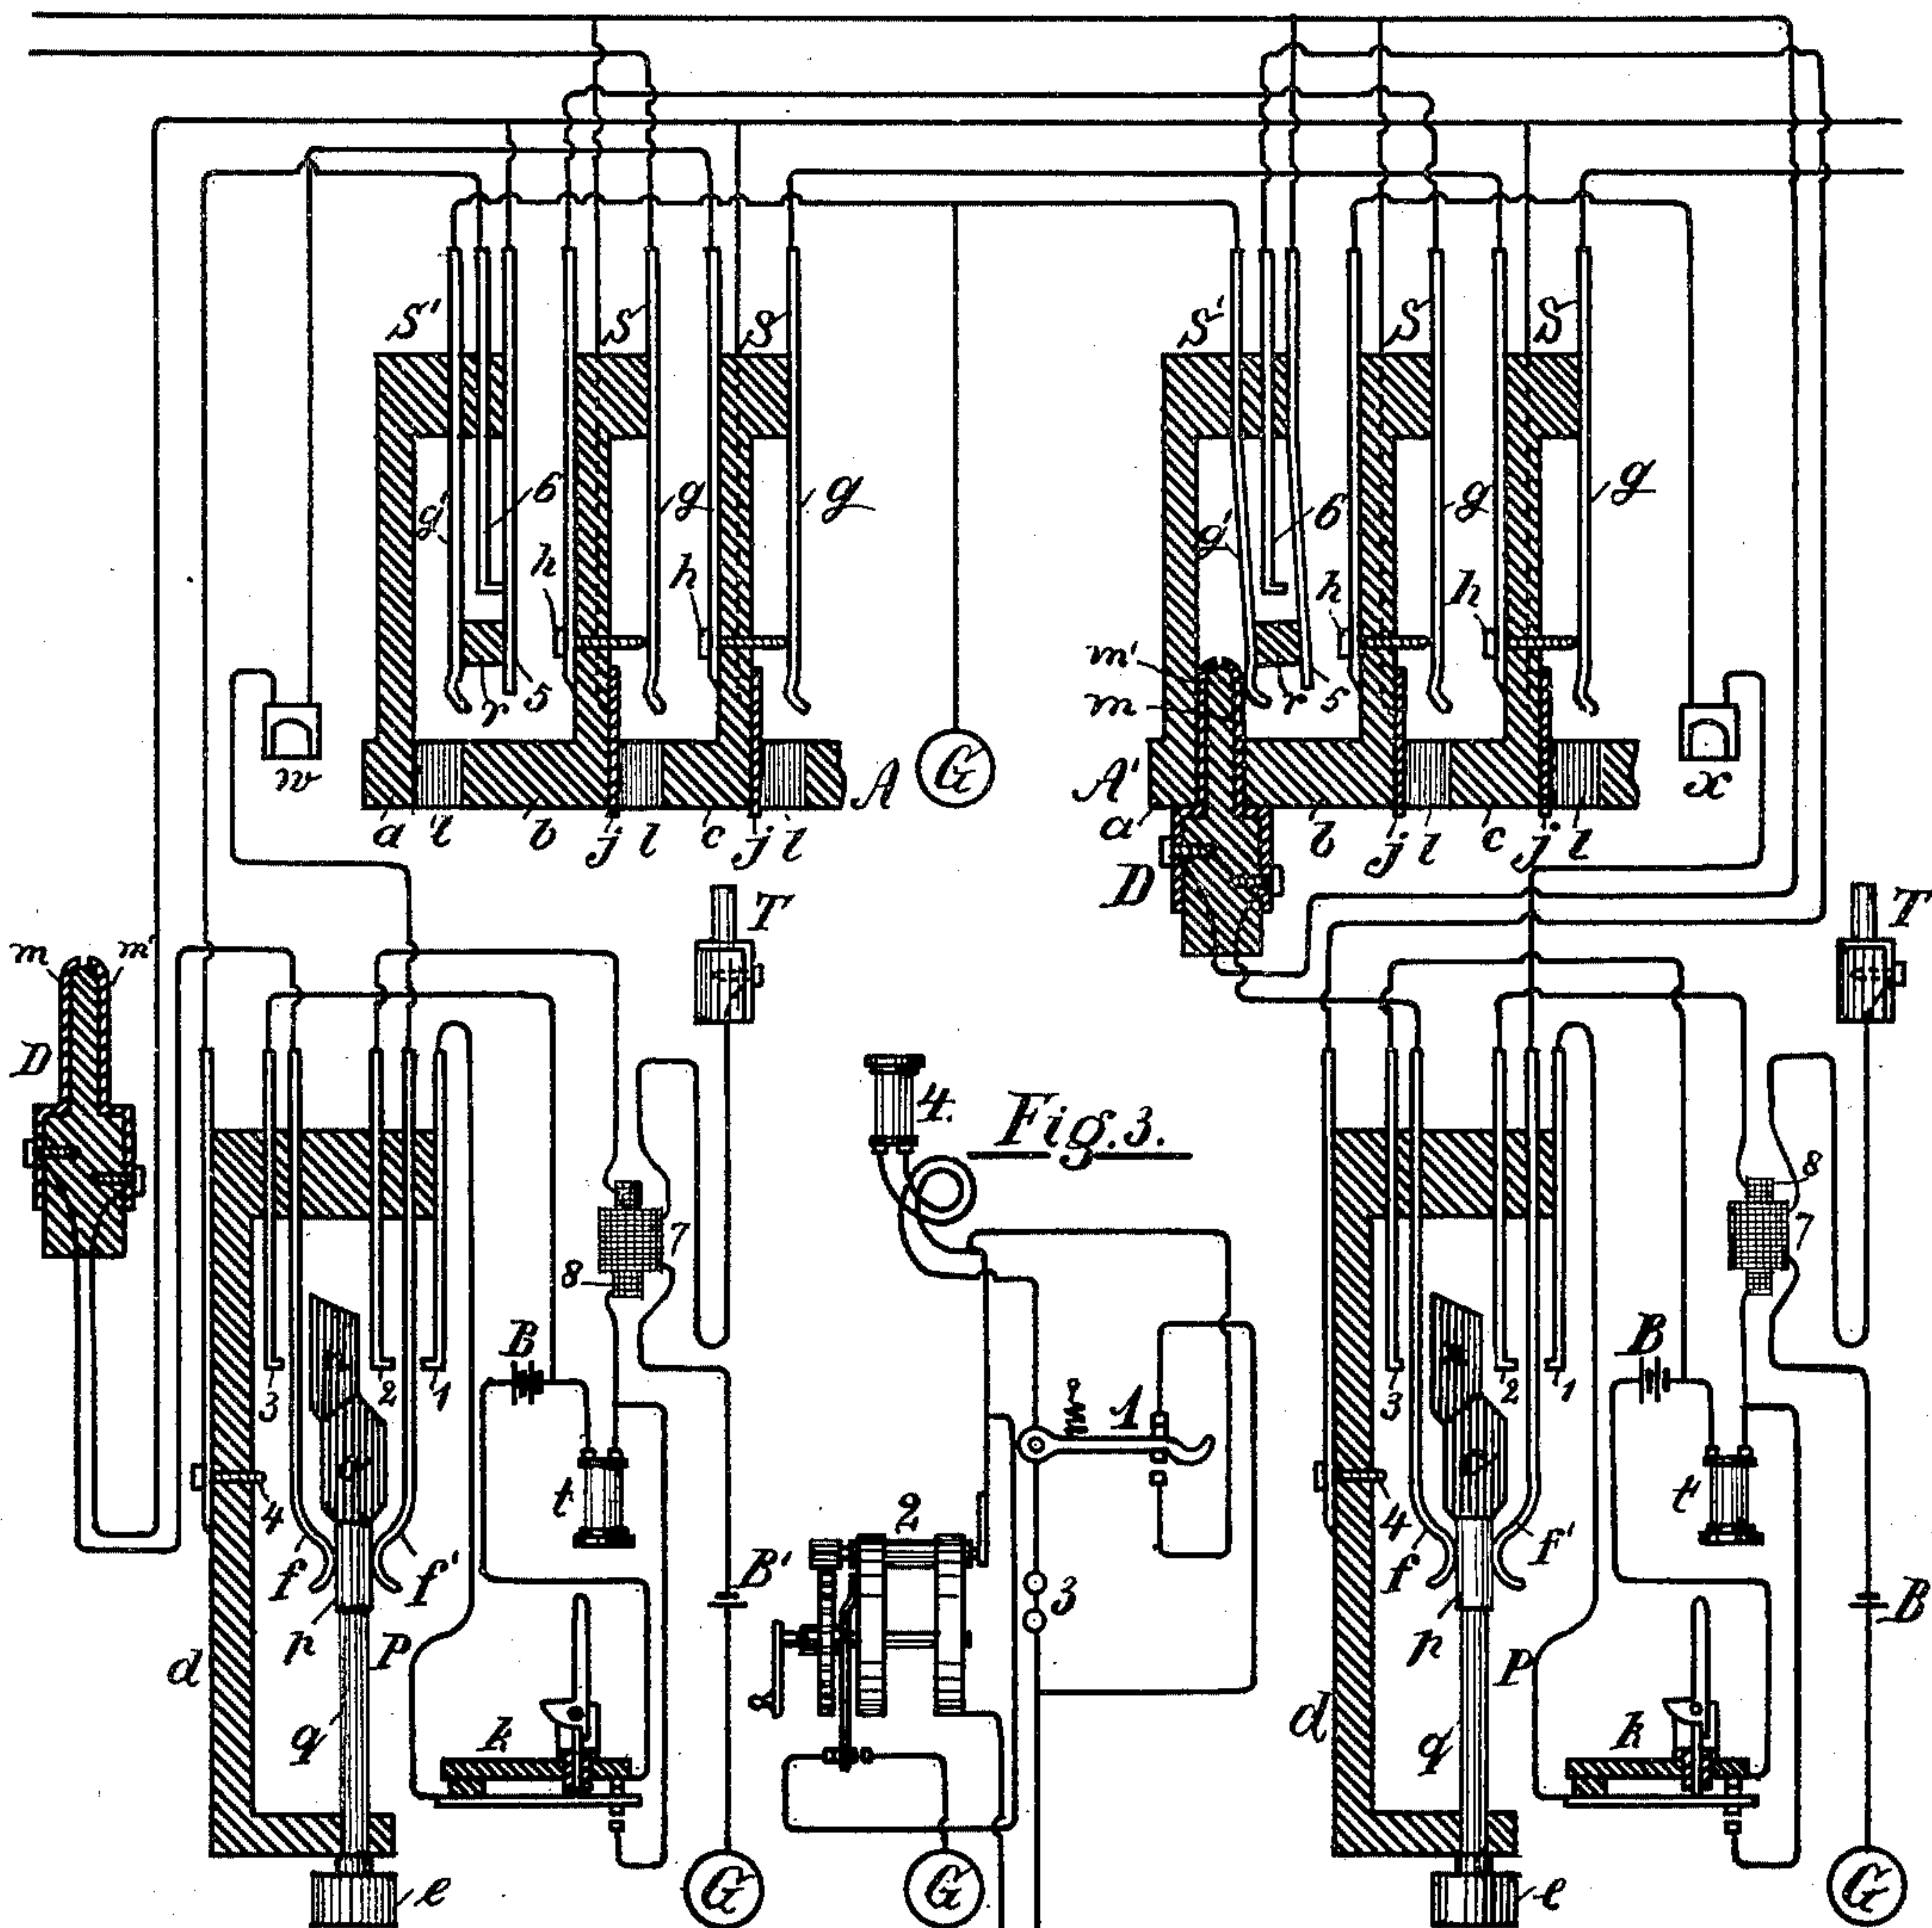 S' S S S' S S
g' 6 g g g' 6 g g
h h h h
r 5 m' m r 5
w A G A' x
a l b j l c j l a b j l c j l
D T T
m m' D
4. Fig. 3.
8 7 8 7
3 2 1 B 1 3 2 1 B
4 t 2 4 t
f f' B' 3 f f' B
p P p P
d q k d q k
e G G e G